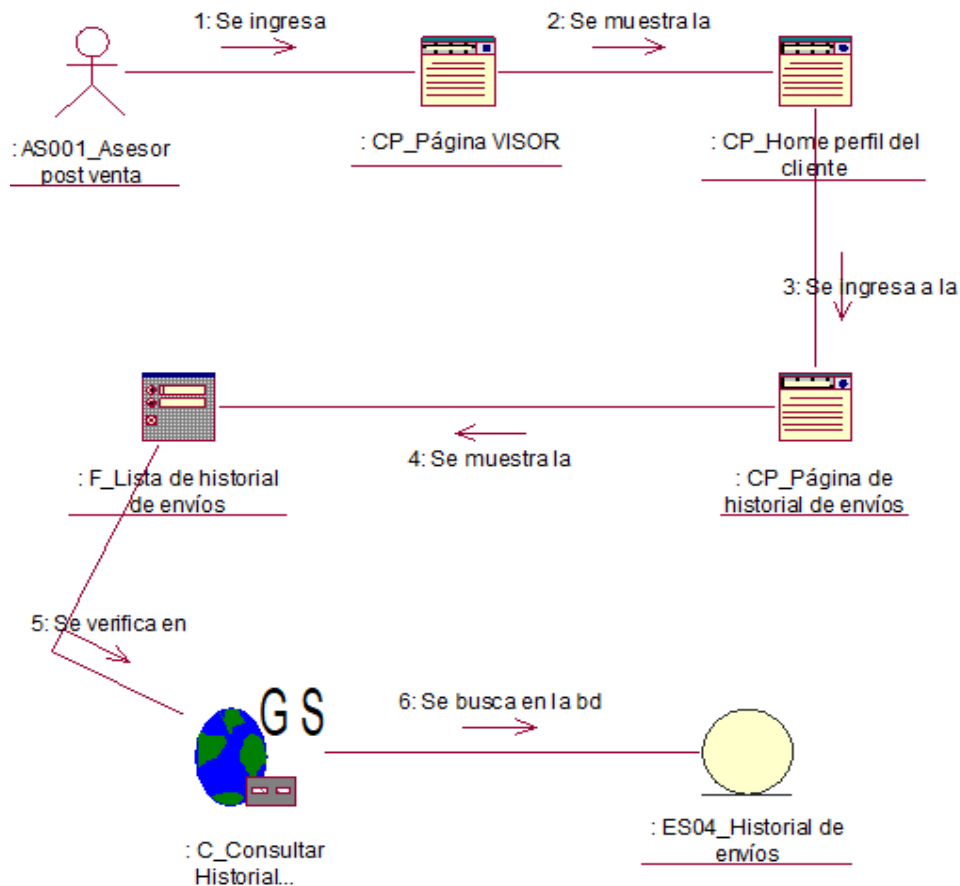 1: Se ingresa
2: Se muestra la
: AS001_Asesor
post venta
: CP_Página VISOR
: CP_Home perfil del
cliente
3: Se ingresa a la
4: Se muestra la
: F_Lista de historial
de envíos
: CP_Página de
historial de envíos
5: Se verifica en
G S
6: Se busca en la bd
: C_Consultar
Historial...
: ES04_Historial de
envíos